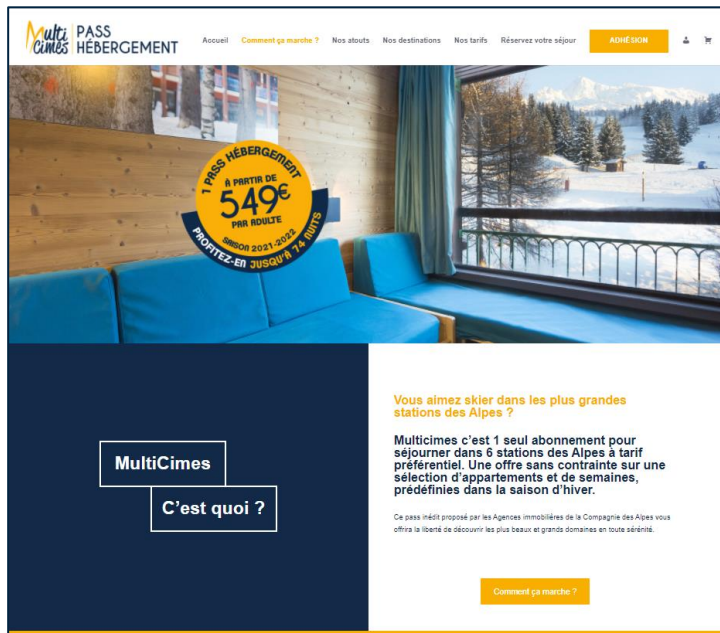 Multi
Cimes
PASS
HÉBERGEMENT
Accueil
Comment ça marche ?
Nos atouts
Nos destinations
Nos tarifs
Réservez votre séjour
ADHÉSION
1 PASS HÉBERGEMENT
À PARTIR DE
549€
PAR ADULTE
SAISON 2021-2022
PROFITEZ-EN JUSQU'À 74 NUITS
MultiCimes
C'est quoi ?
Vous aimez skier dans les plus grandes
stations des Alpes ?
Multicimes c'est 1 seul abonnement pour
séjourner dans 6 stations des Alpes à tarif
préférentiel. Une offre sans contrainte sur une
sélection d'appartements et de semaines,
prédéfinies dans la saison d'hiver.
Ce pass inédit proposé par les Agences immobilières de la Compagnie des Alpes vous
offrira la liberté de découvrir les plus beaux et grands domaines en toute sérénité.
Comment ça marche ?